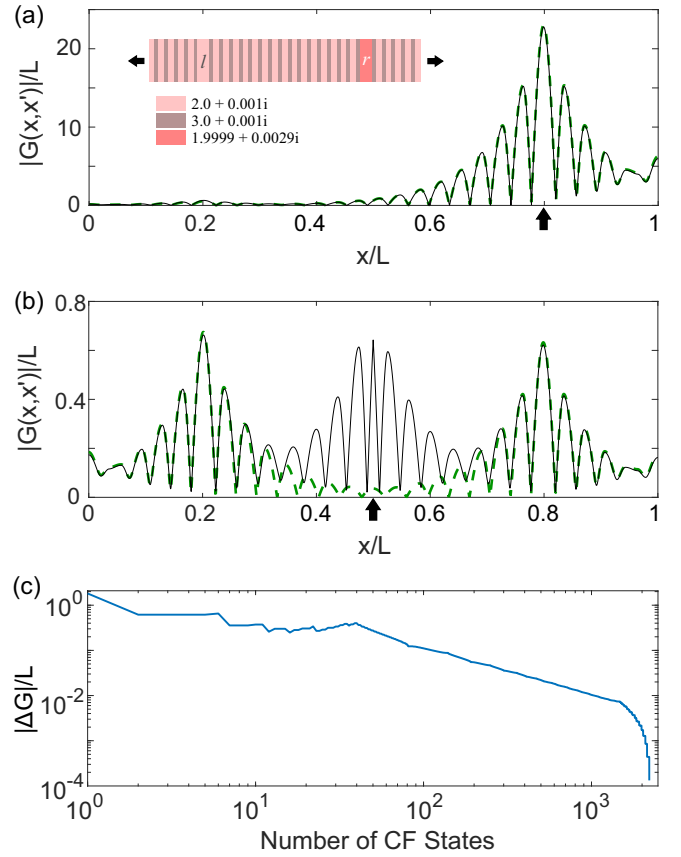 (a)
|G(x,x')|/L
20
10
0
l
r
2.0 + 0.001i
3.0 + 0.001i
1.9999 + 0.0029i
0 0.2 0.4 0.6 0.8 1
x/L
(b)
|G(x,x')|/L
0.8
0.4
0
0 0.2 0.4 0.6 0.8 1
x/L
(c)
|ΔG|/L
10^0
10^-2
10^-4
10^0 10^1 10^2 10^3
Number of CF States